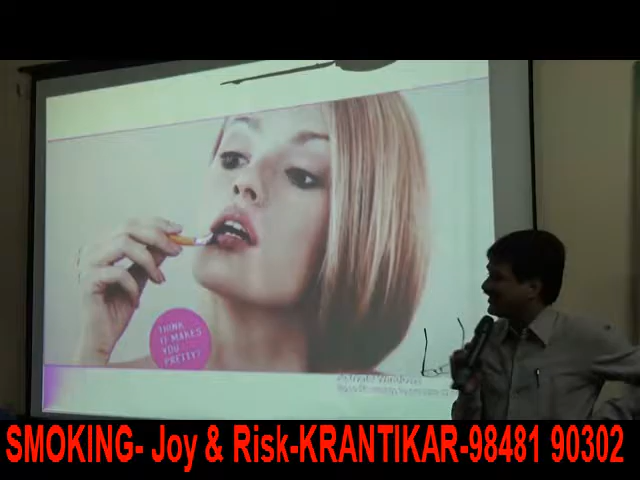 THINK
IT MAKES
YOU
PRETTY?
SMOKING- Joy & Risk-KRANTIKAR-98481 90302